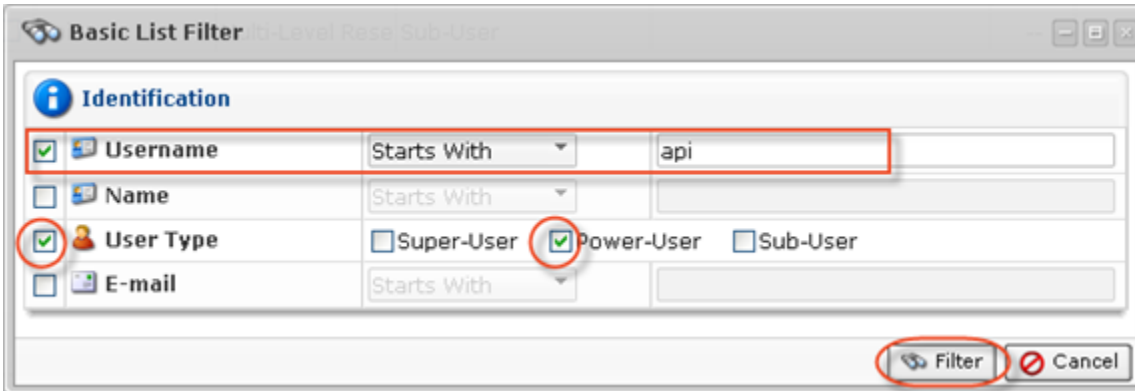 Basic List Filter
Identification
Username Starts With api
Name Starts With
User Type Super-User Power-User Sub-User
E-mail Starts With
Filter Cancel